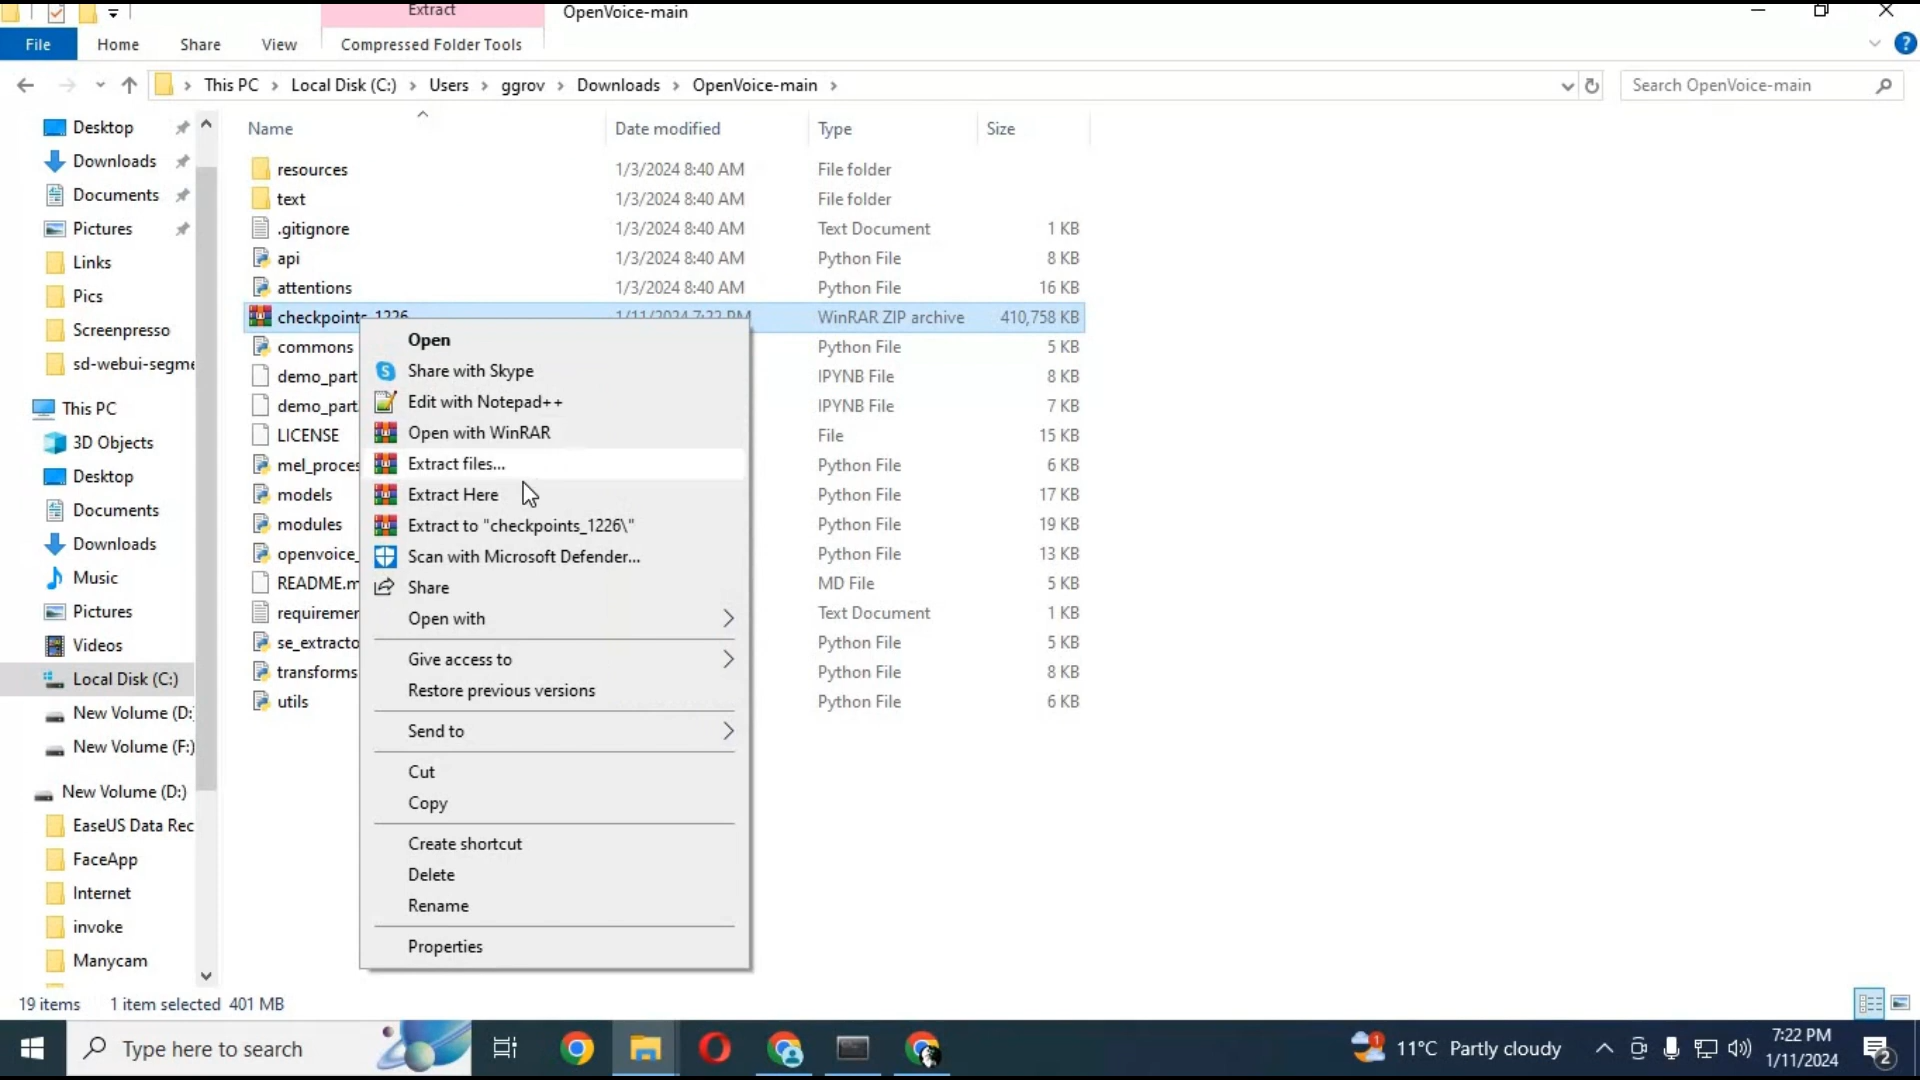 Extract
OpenVoice-main
File
Home
Share
View
Compressed Folder Tools
This PC
Local Disk (C:)
Users
ggrov
Downloads
OpenVoice-main
Search OpenVoice-main
Desktop
Downloads
Documents
Pictures
Links
Pics
Screenpresso
sd-webui-segme
This PC
3D Objects
Desktop
Documents
Downloads
Music
Pictures
Videos
Local Disk (C:)
New Volume (D:
New Volume (F:)
New Volume (D:)
EaseUS Data Rec
FaceApp
Internet
invoke
Manycam
Name Date modified Type Size
resources 1/3/2024 8:40 AM File folder
text 1/3/2024 8:40 AM File folder
.gitignore 1/3/2024 8:40 AM Text Document 1 KB
api 1/3/2024 8:40 AM Python File 8 KB
attentions 1/3/2024 8:40 AM Python File 16 KB
checkpoints_1226 1/11/2024 7:22 PM WinRAR ZIP archive 410,758 KB
commons Python File 5 KB
demo_part IPYNB File 8 KB
demo_part IPYNB File 7 KB
LICENSE File 15 KB
mel_proces Python File 6 KB
models Python File 17 KB
modules Python File 19 KB
openvoice_ Python File 13 KB
README.m MD File 5 KB
requiremen Text Document 1 KB
se_extracto Python File 5 KB
transforms Python File 8 KB
utils Python File 6 KB
Open
Share with Skype
Edit with Notepad++
Open with WinRAR
Extract files...
Extract Here
Extract to "checkpoints_1226\"
Scan with Microsoft Defender...
Share
Open with
Give access to
Restore previous versions
Send to
Cut
Copy
Create shortcut
Delete
Rename
Properties
19 items 1 item selected 401 MB
Type here to search
1
11°C Partly cloudy
7:22 PM
1/11/2024
2